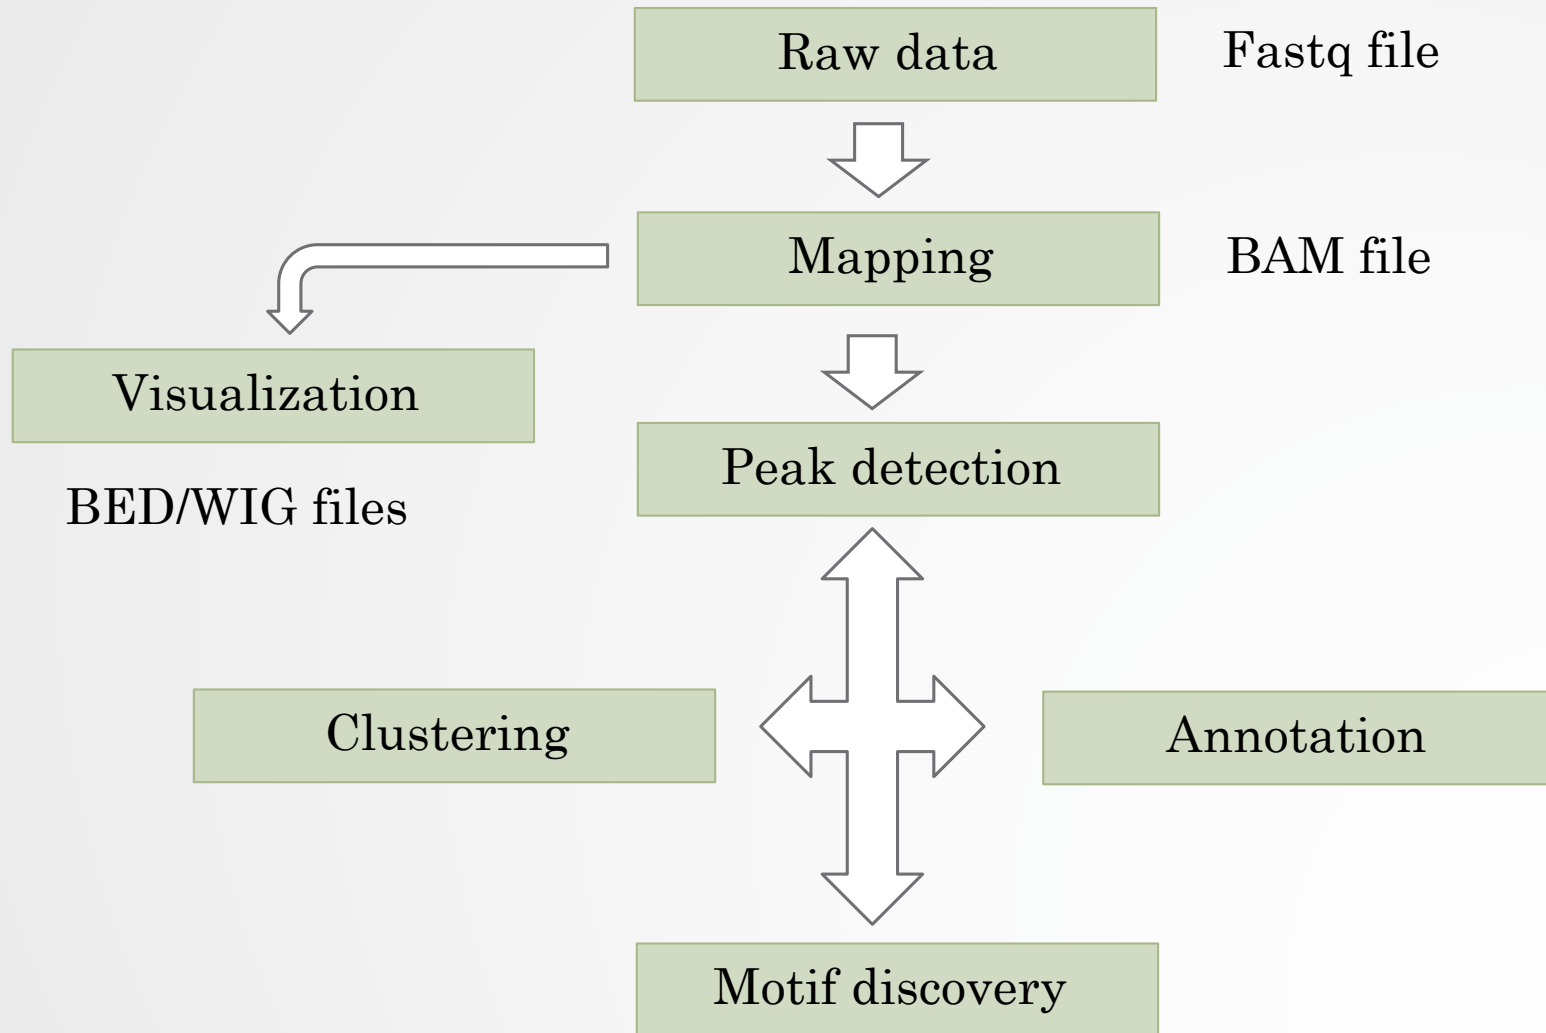 Raw data
Fastq file
Mapping
BAM file
Visualization
BED/WIG files
Peak detection
Clustering
Annotation
Motif discovery